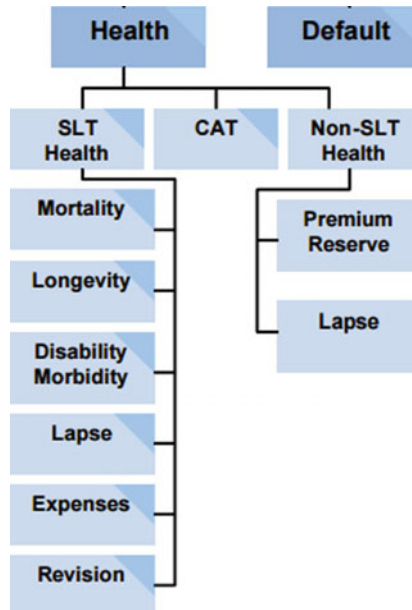 Health
Default
SLT
Health
CAT
Non-SLT
Health
Mortality
Longevity
Disability
Morbidity
Lapse
Expenses
Revision
Premium
Reserve
Lapse